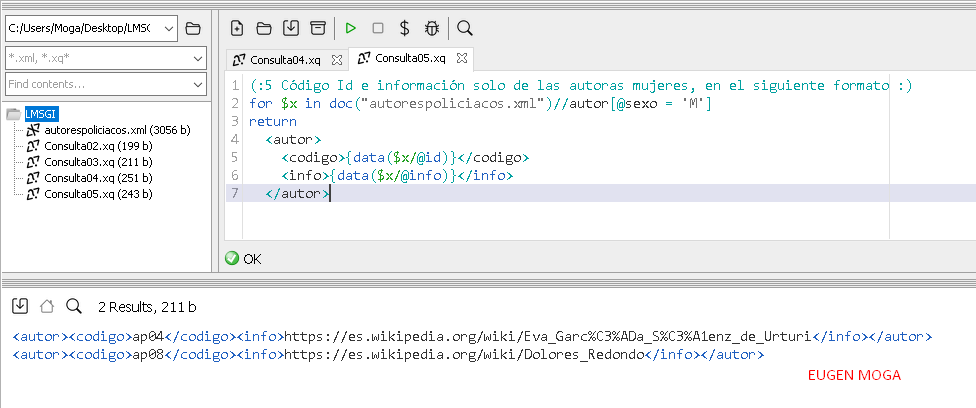 C:/Users/Moga/Desktop/LMSG
*.xml, *.xq*
Find contents...
LMSGI
autorespoliciacos.xml (3056 b)
Consulta02.xq (199 b)
Consulta03.xq (211 b)
Consulta04.xq (251 b)
Consulta05.xq (243 b)
Consulta04.xq
Consulta05.xq
1 (:5 Código Id e información solo de las autoras mujeres, en el siguiente formato :)
2 for $x in doc("autorespoliciacos.xml")//autor[@sexo = 'M']
3 return
4 <autor>
5 <codigo>{data($x/@id)}</codigo>
6 <info>{data($x/@info)}</info>
7 </autor>
OK
2 Results, 211 b
<autor><codigo>ap04</codigo><info>https://es.wikipedia.org/wiki/Eva_Garc%C3%ADa_S%C3%A1enz_de_Urturi</info></autor>
<autor><codigo>ap08</codigo><info>https://es.wikipedia.org/wiki/Dolores_Redondo</info></autor>
EUGEN MOGA